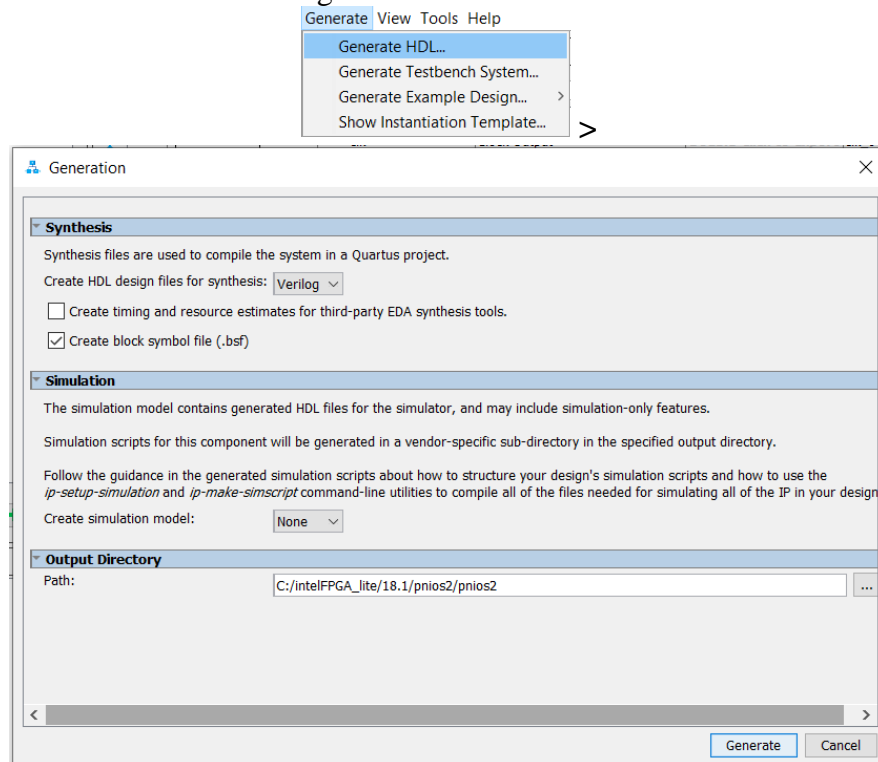 Generate View Tools Help
Generate HDL...
Generate Testbench System...
Generate Example Design... >
Show Instantiation Template...
>
Generation
Synthesis
Synthesis files are used to compile the system in a Quartus project.
Create HDL design files for synthesis: Verilog
Create timing and resource estimates for third-party EDA synthesis tools.
Create block symbol file (.bsf)
Simulation
The simulation model contains generated HDL files for the simulator, and may include simulation-only features.
Simulation scripts for this component will be generated in a vendor-specific sub-directory in the specified output directory.
Follow the guidance in the generated simulation scripts about how to structure your design's simulation scripts and how to use the
ip-setup-simulation and ip-make-simscript command-line utilities to compile all of the files needed for simulating all of the IP in your design
Create simulation model: None
Output Directory
Path: C:/intelFPGA_lite/18.1/pnios2/pnios2 ...
Generate Cancel